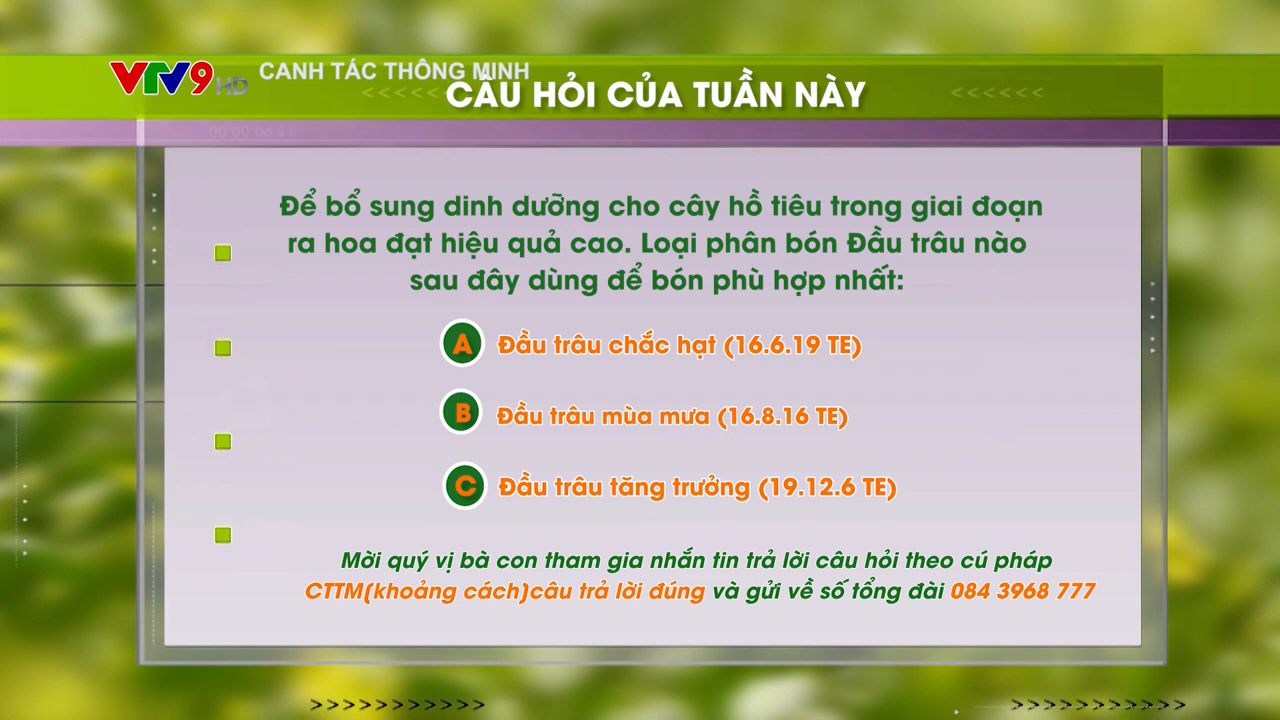 VTV9 HD
CANH TÁC THÔNG MINH
CÂU HỎI CỦA TUẦN NÀY
Để bổ sung dinh dưỡng cho cây hồ tiêu trong giai đoạn
ra hoa đạt hiệu quả cao. Loại phân bón Đầu trâu nào
sau đây dùng để bón phù hợp nhất:
A Đầu trâu chắc hạt (16.6.19 TE)
B Đầu trâu mùa mưa (16.8.16 TE)
C Đầu trâu tăng trưởng (19.12.6 TE)
Mời quý vị bà con tham gia nhắn tin trả lời câu hỏi theo cú pháp
CTTM(khoảng cách)câu trả lời đúng và gửi về số tổng đài 084 3968 777